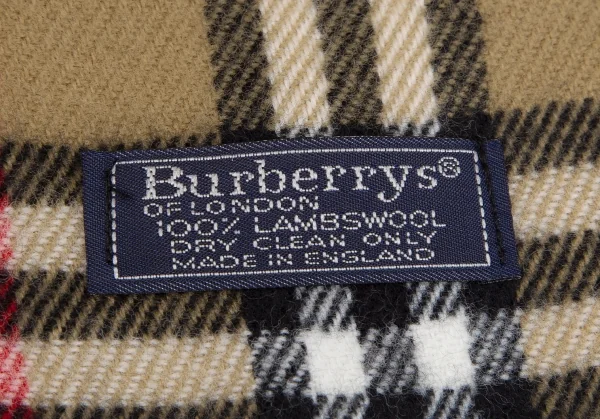 Burberrys®
OF LONDON
100% LAMBSWOOL
DRY CLEAN ONLY
MADE IN ENGLAND